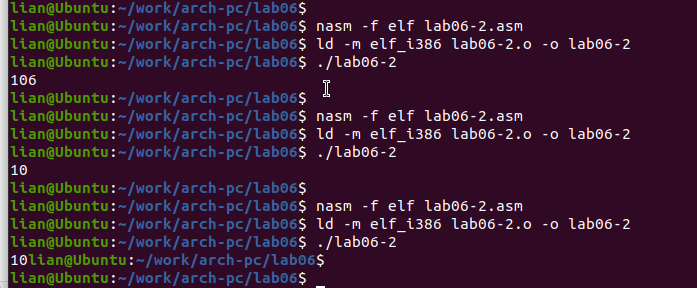 lian@Ubuntu:~/work/arch-pc/lab06$
lian@Ubuntu:~/work/arch-pc/lab06$ nasm -f elf lab06-2.asm
lian@Ubuntu:~/work/arch-pc/lab06$ ld -m elf_i386 lab06-2.o -o lab06-2
lian@Ubuntu:~/work/arch-pc/lab06$ ./lab06-2
106
lian@Ubuntu:~/work/arch-pc/lab06$
lian@Ubuntu:~/work/arch-pc/lab06$ nasm -f elf lab06-2.asm
lian@Ubuntu:~/work/arch-pc/lab06$ ld -m elf_i386 lab06-2.o -o lab06-2
lian@Ubuntu:~/work/arch-pc/lab06$ ./lab06-2
10
lian@Ubuntu:~/work/arch-pc/lab06$
lian@Ubuntu:~/work/arch-pc/lab06$ nasm -f elf lab06-2.asm
lian@Ubuntu:~/work/arch-pc/lab06$ ld -m elf_i386 lab06-2.o -o lab06-2
lian@Ubuntu:~/work/arch-pc/lab06$ ./lab06-2
10lian@Ubuntu:~/work/arch-pc/lab06$
lian@Ubuntu:~/work/arch-pc/lab06$